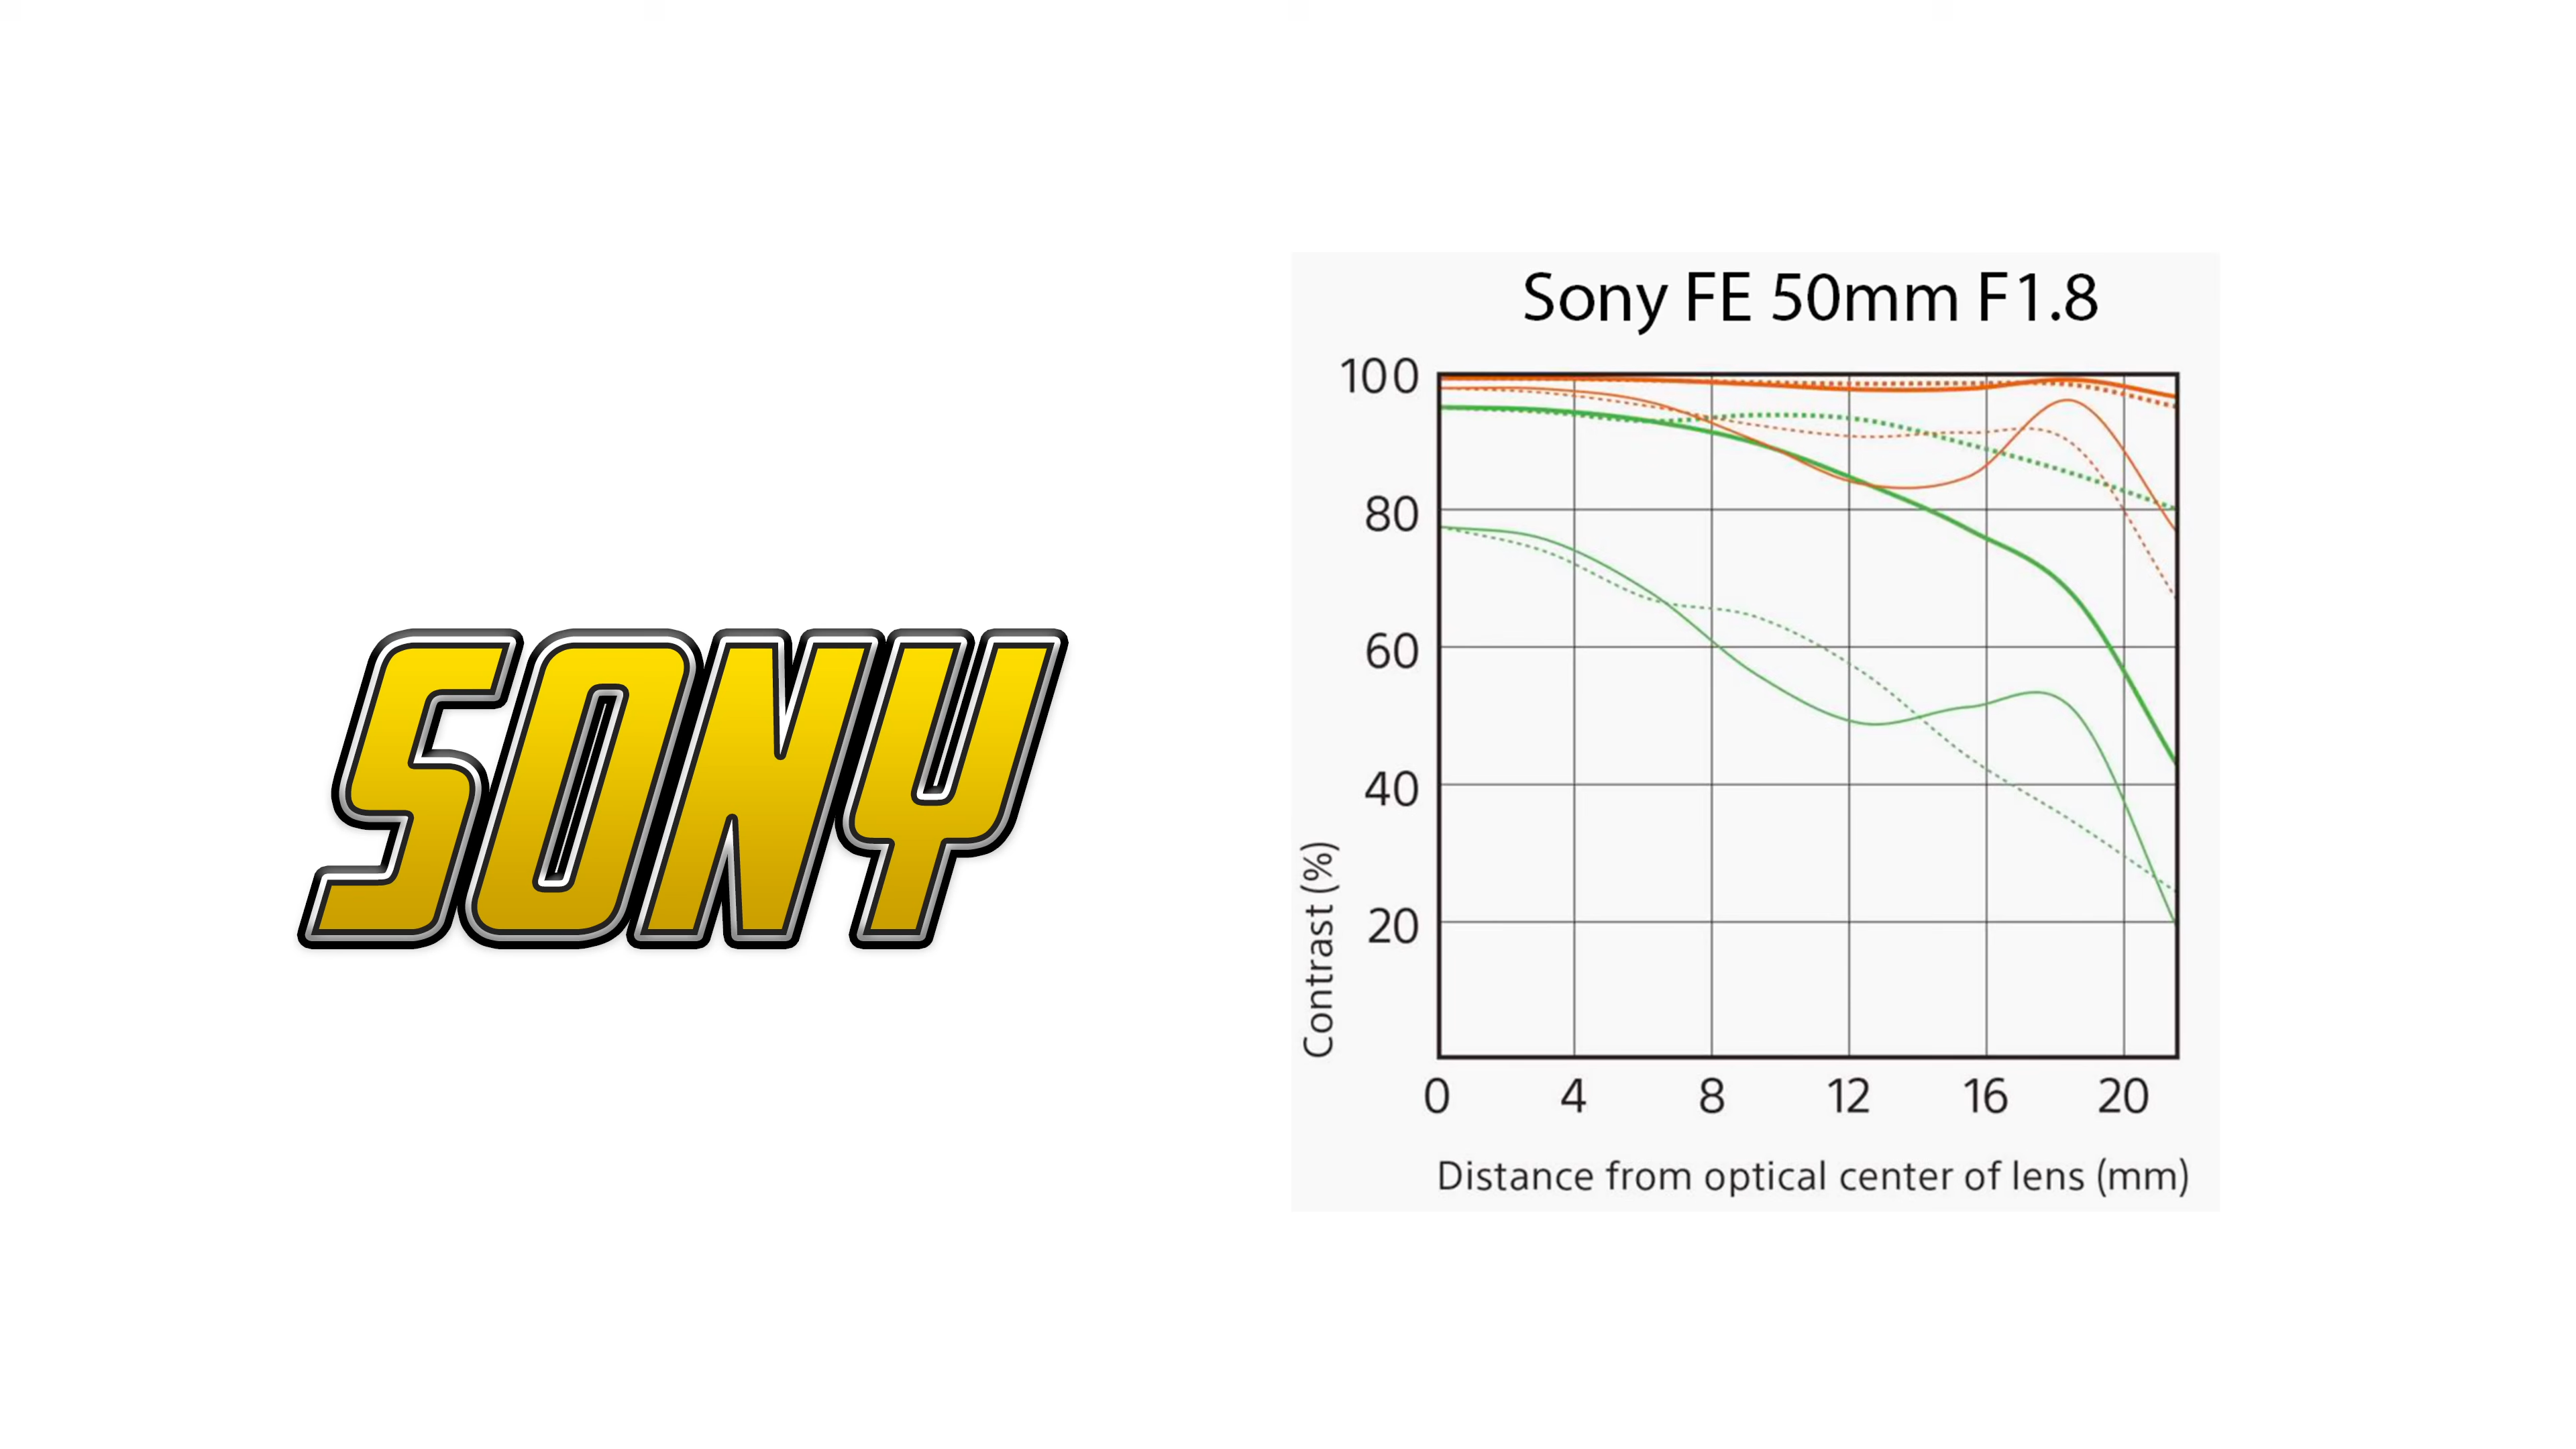 SONY
Sony FE 50mm F1.8
100
80
60
40
20
Contrast (%)
0 4 8 12 16 20
Distance from optical center of lens (mm)